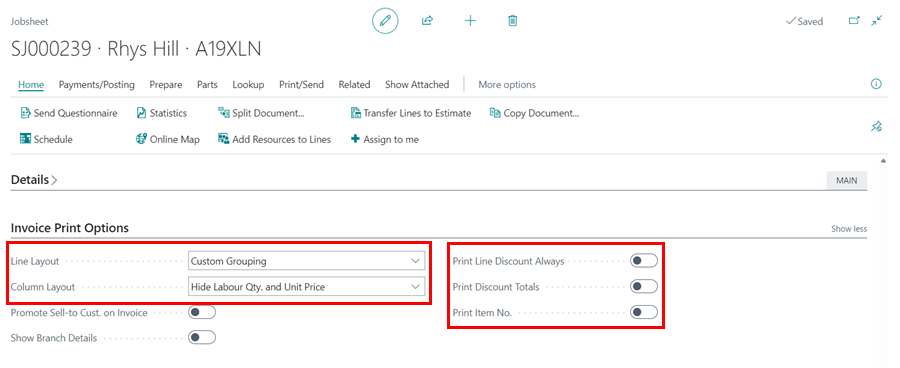 Jobsheet
Saved
SJ000239 · Rhys Hill · A19XLN
Home Payments/Posting Prepare Parts Lookup Print/Send Related Show Attached More options
Send Questionnaire Statistics Split Document... Transfer Lines to Estimate Copy Document...
Schedule Online Map Add Resources to Lines Assign to me
Details MAIN
Invoice Print Options Show less
Line Layout Custom Grouping Print Line Discount Always
Column Layout Hide Labour Qty. and Unit Price Print Discount Totals
Promote Sell-to Cust. on Invoice Print Item No.
Show Branch Details